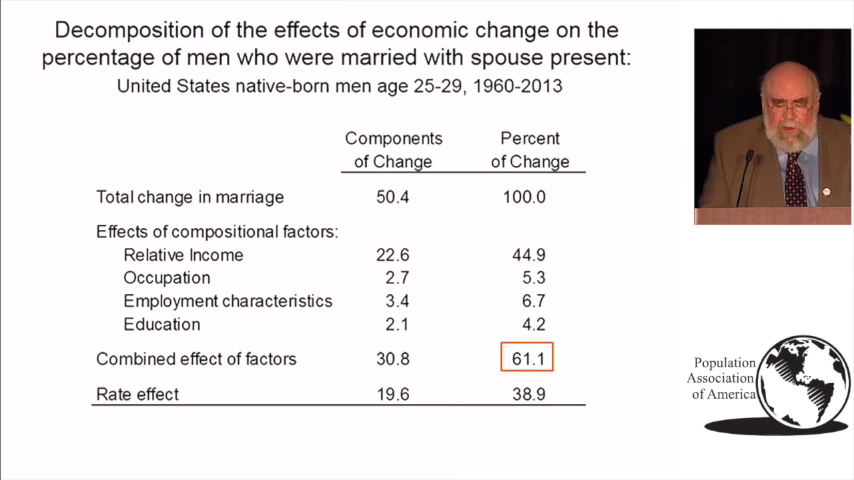 Decomposition of the effects of economic change on the
percentage of men who were married with spouse present:
United States native-born men age 25-29, 1960-2013
Components of Change Percent of Change
Total change in marriage 50.4 100.0
Effects of compositional factors:
Relative Income 22.6 44.9
Occupation 2.7 5.3
Employment characteristics 3.4 6.7
Education 2.1 4.2
Combined effect of factors 30.8 61.1
Rate effect 19.6 38.9
Population
Association
of America